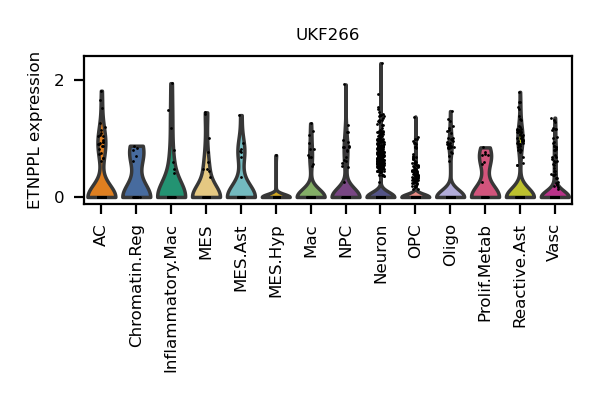 UKF266
ETNPPL expression
2
0
AC
Chromatin.Reg
Inflammatory.Mac
MES
MES.Ast
MES.Hyp
Mac
NPC
Neuron
OPC
Oligo
Prolif.Metab
Reactive.Ast
Vasc